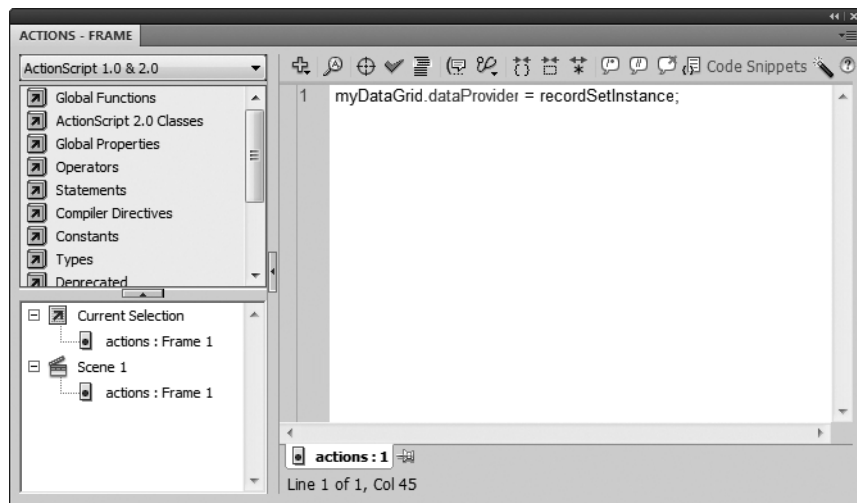 ACTIONS - FRAME
ActionScript 1.0 & 2.0
Code Snippets
Global Functions
ActionScript 2.0 Classes
Global Properties
Operators
Statements
Compiler Directives
Constants
Types
Deprecated
1 myDataGrid.dataProvider = recordSetInstance;
Current Selection
actions : Frame 1
Scene 1
actions : Frame 1
actions : 1
Line 1 of 1, Col 45